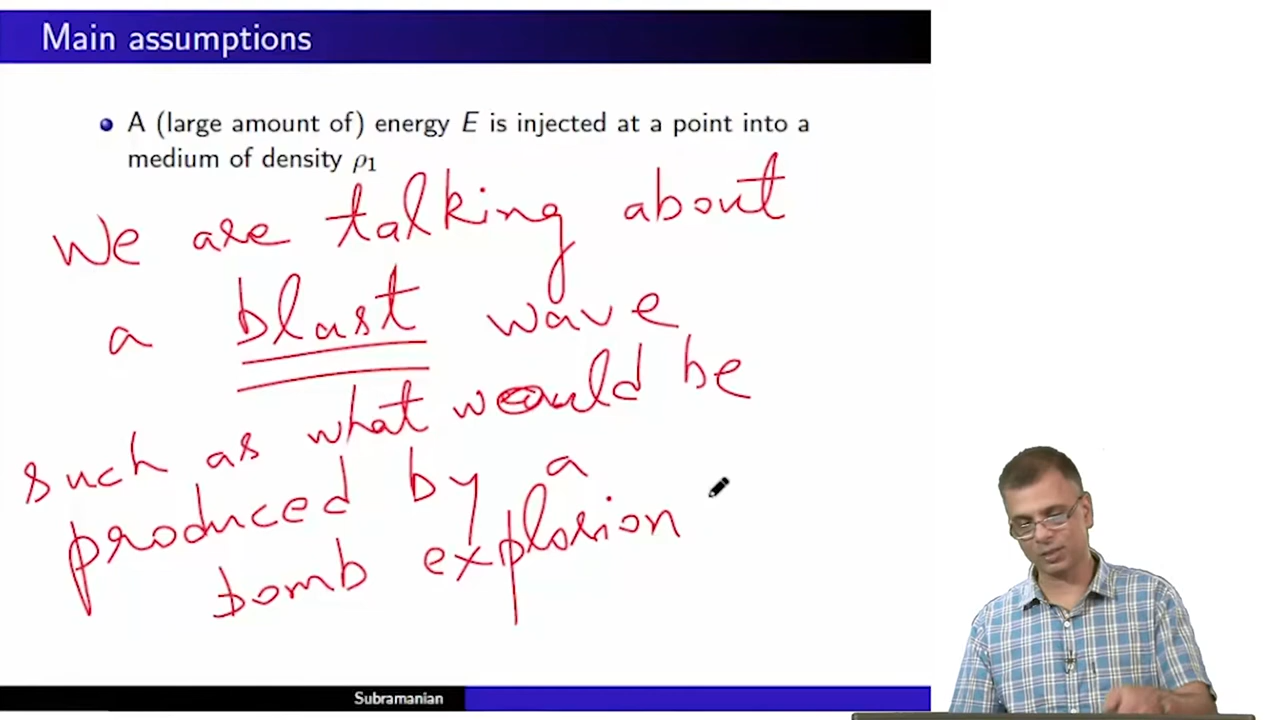 Main assumptions
A (large amount of) energy E is injected at a point into a
medium of density ρ₁
We are talking about
a blast wave
such as what would be
produced by a
bomb explosion
Subramanian